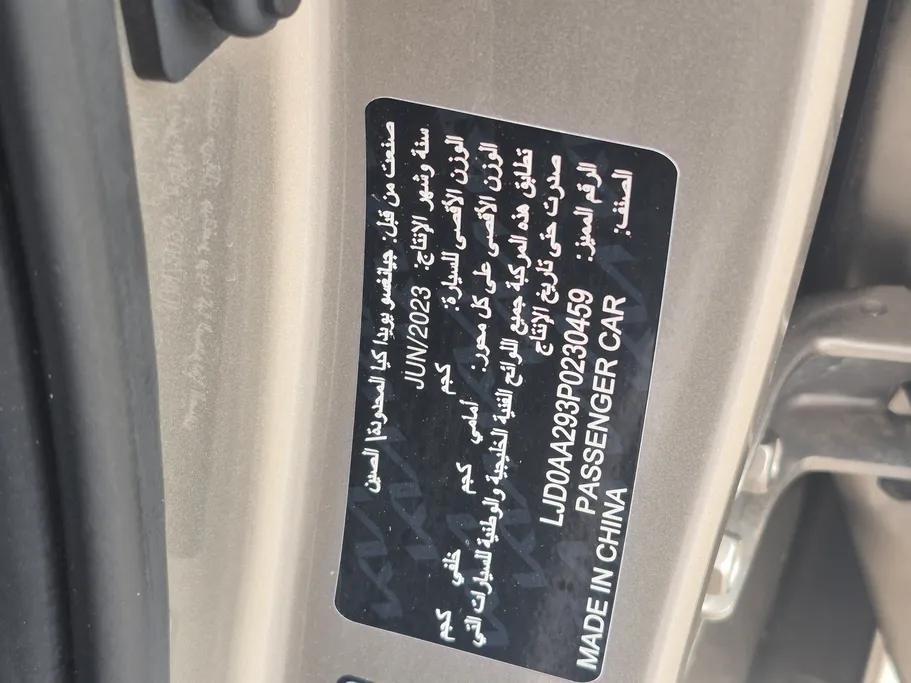 صنعت من قبل: جيانغسو يويدا كيا المحدودة| الصين
سنة وشهر الإنتاج: JUN/2023
الوزن الأقصى للسيارة: كجم
الوزن الأقصى على كل محور: أمامي كجم خلفي كجم
تطابق هذه المركبة جميع اللوائح الفنية الخليجية والوطنية للسيارات التي
صدرت حتى تاريخ الإنتاج
الرقم المميز: LJD0AA293P0230459
الصنف: PASSENGER CAR
MADE IN CHINA